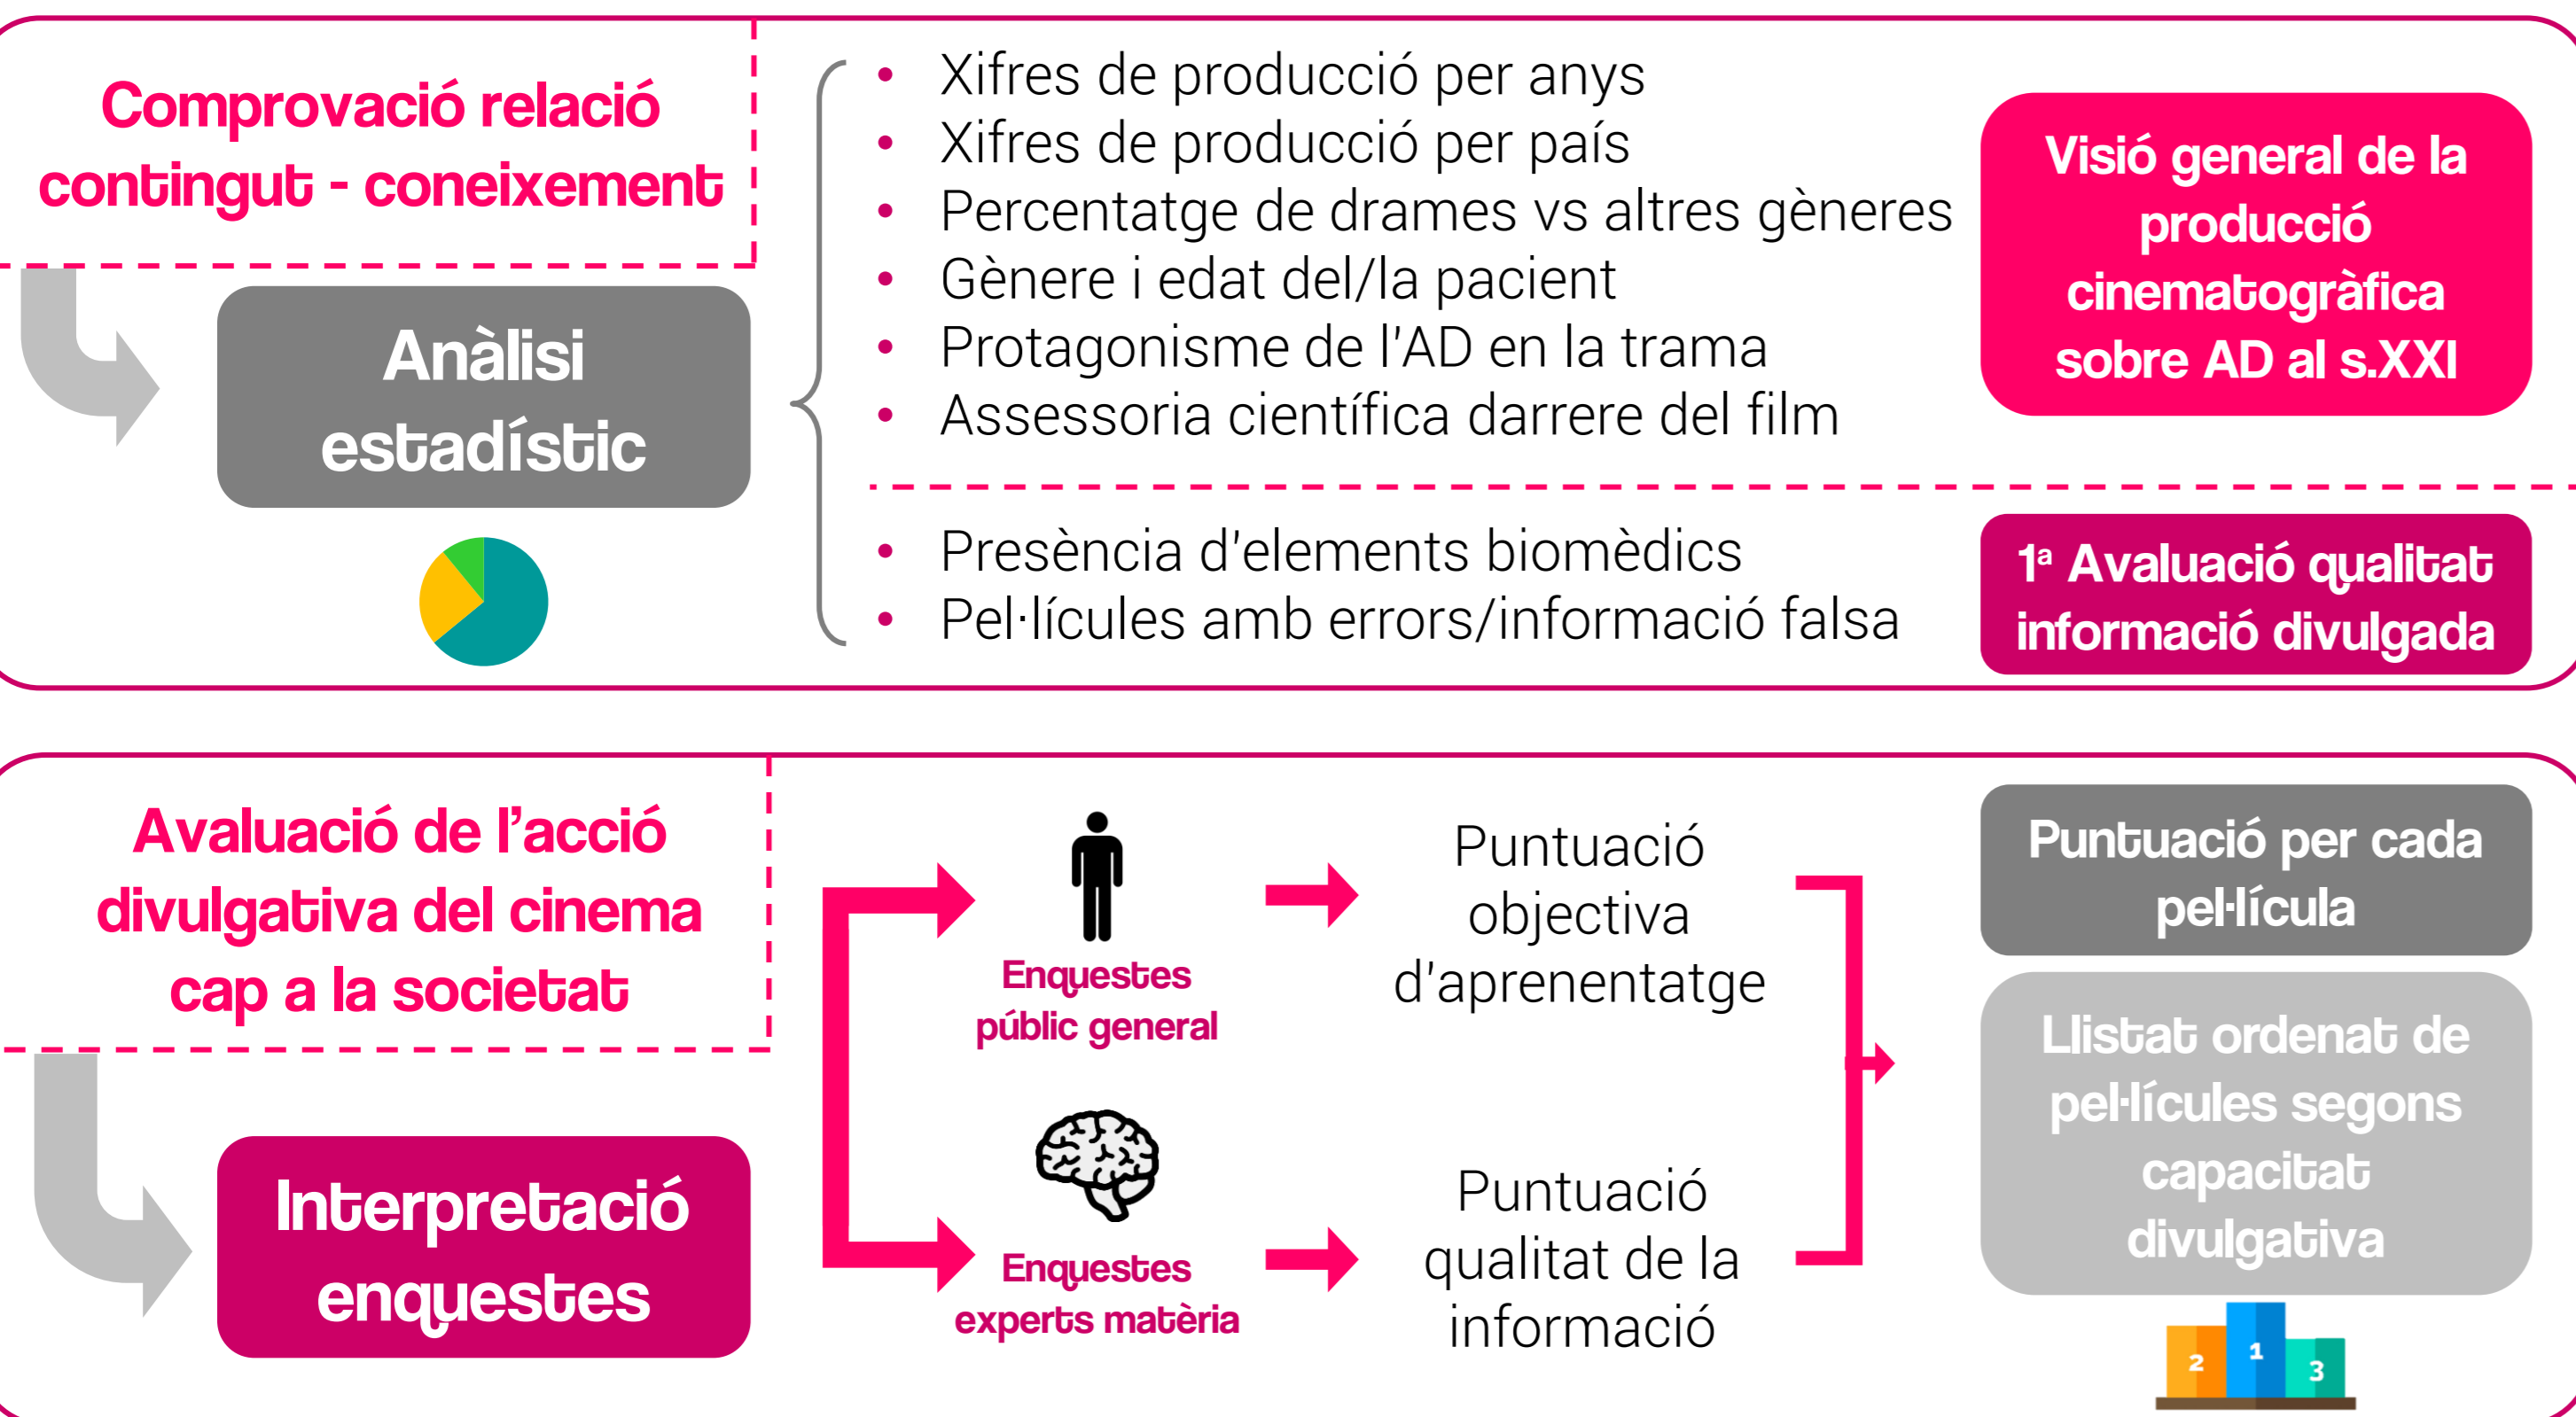 Comprovació relació
contingut - coneixement
Anàlisi
estadístic
• Xifres de producció per anys
• Xifres de producció per país
• Percentatge de drames vs altres gèneres
• Gènere i edat del/la pacient
• Protagonisme de l'AD en la trama
• Assessoria científica darrere del film
Visió general de la
producció
cinematogràfica
sobre AD al s.XXI
• Presència d'elements biomèdics
• Pel·lícules amb errors/informació falsa
1ª Avaluació qualitat
informació divulgada
Avaluació de l’acció
divulgativa del cinema
cap a la societat
Interpretació
enquestes
Enquestes
públic general
Puntuació
objectiva
d'aprenentatge
Enquestes
experts matèria
Puntuació
qualitat de la
informació
Puntuació per cada
pel·lícula
Llistat ordenat de
pel·lícules segons
capacitat
divulgativa
2 1 3